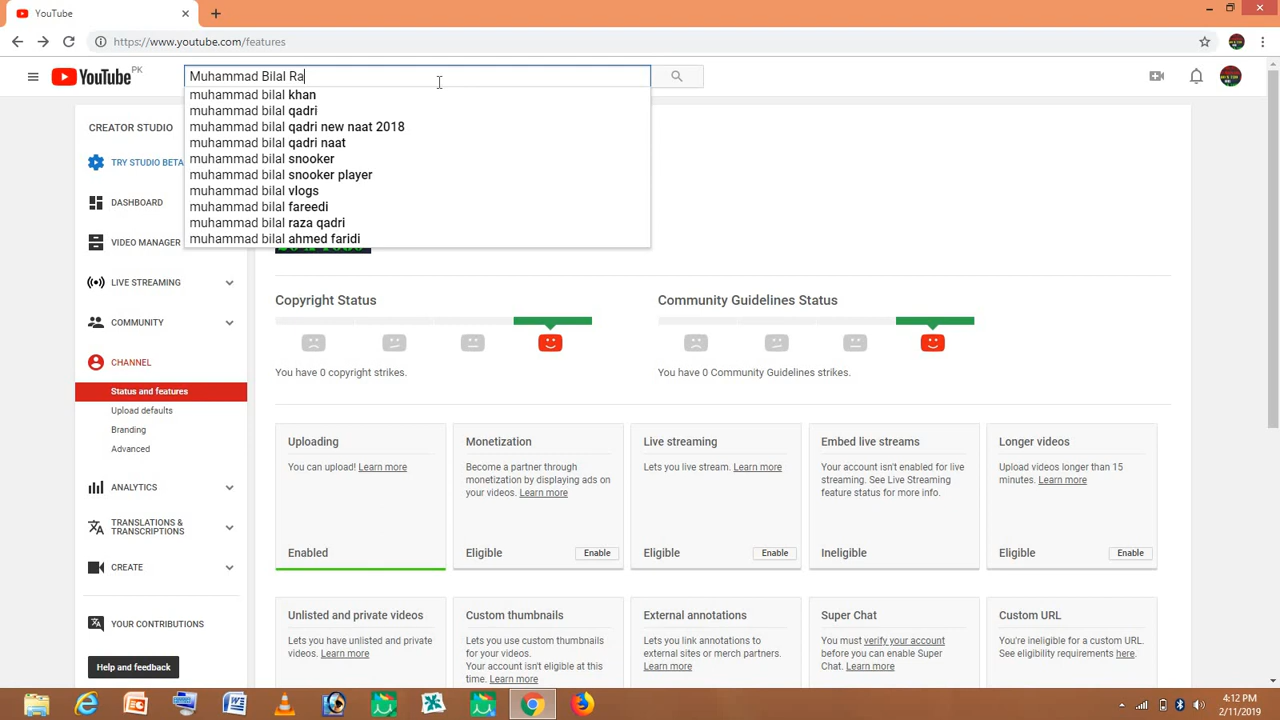 YouTube
https://www.youtube.com/features
YouTube PK
Muhammad Bilal Ra
muhammad bilal khan
muhammad bilal qadri
muhammad bilal qadri new naat 2018
muhammad bilal qadri naat
muhammad bilal snooker
muhammad bilal snooker player
muhammad bilal vlogs
muhammad bilal fareedi
muhammad bilal raza qadri
muhammad bilal ahmed faridi
CREATOR STUDIO
TRY STUDIO BETA
DASHBOARD
VIDEO MANAGER
LIVE STREAMING
COMMUNITY
CHANNEL
Status and features
Upload defaults
Branding
Advanced
ANALYTICS
TRANSLATIONS &
TRANSCRIPTIONS
CREATE
YOUR CONTRIBUTIONS
Help and feedback
Copyright Status
You have 0 copyright strikes.
Community Guidelines Status
You have 0 Community Guidelines strikes.
Uploading
You can upload! Learn more
Enabled
Monetization
Become a partner through
monetization by displaying ads on
your videos. Learn more
Eligible Enable
Live streaming
Lets you live stream. Learn more
Eligible Enable
Embed live streams
Your account isn't enabled for live
streaming. See Live Streaming
feature status for more info.
Ineligible
Longer videos
Upload videos longer than 15
minutes. Learn more
Eligible Enable
Unlisted and private videos
Lets you have unlisted and private
videos. Learn more
Custom thumbnails
Lets you use custom thumbnails
for your videos.
Your account isn't eligible at this
time. Learn more
External annotations
Lets you link annotations to
external sites or merch partners.
Learn more
Super Chat
You must verify your account
before you can enable Super
Chat. Learn more
Custom URL
You're ineligible for a custom URL.
See eligibility requirements here.
4:12 PM
2/11/2019